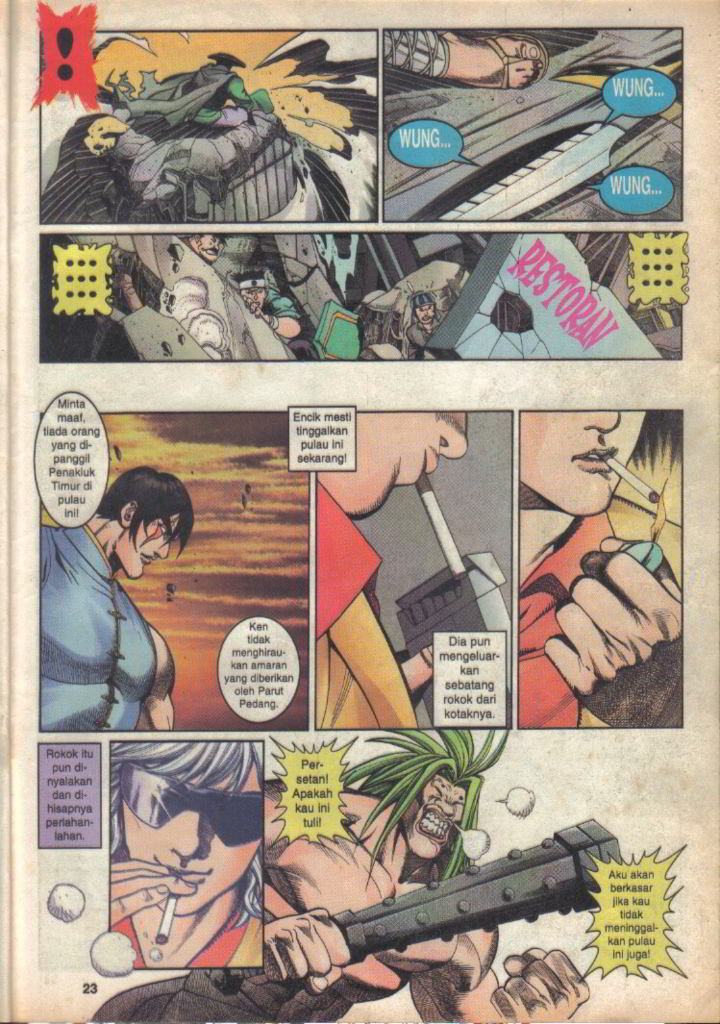 !
WUNG...
WUNG...
WUNG...
RESTORAN
Minta
maaf,
tiada orang
yang di-
panggil
Penakluk
Timur di
pulau
ini!
Encik mesti
tinggalkan
pulau ini
sekarang!
Ken
tidak
menghirau-
kan amaran
yang diberikan
oleh Parut
Pedang.
Dia pun
mengeluar-
kan
sebatang
rokok dari
kotaknya.
Rokok itu
pun di-
nyalakan
dan di-
hisapnya
perlahan-
lahan.
Per-
setan!
Apakah
kau ini
tuli!
Aku akan
berkasar
jika kau
tidak
meninggal-
kan pulau
ini juga!
23